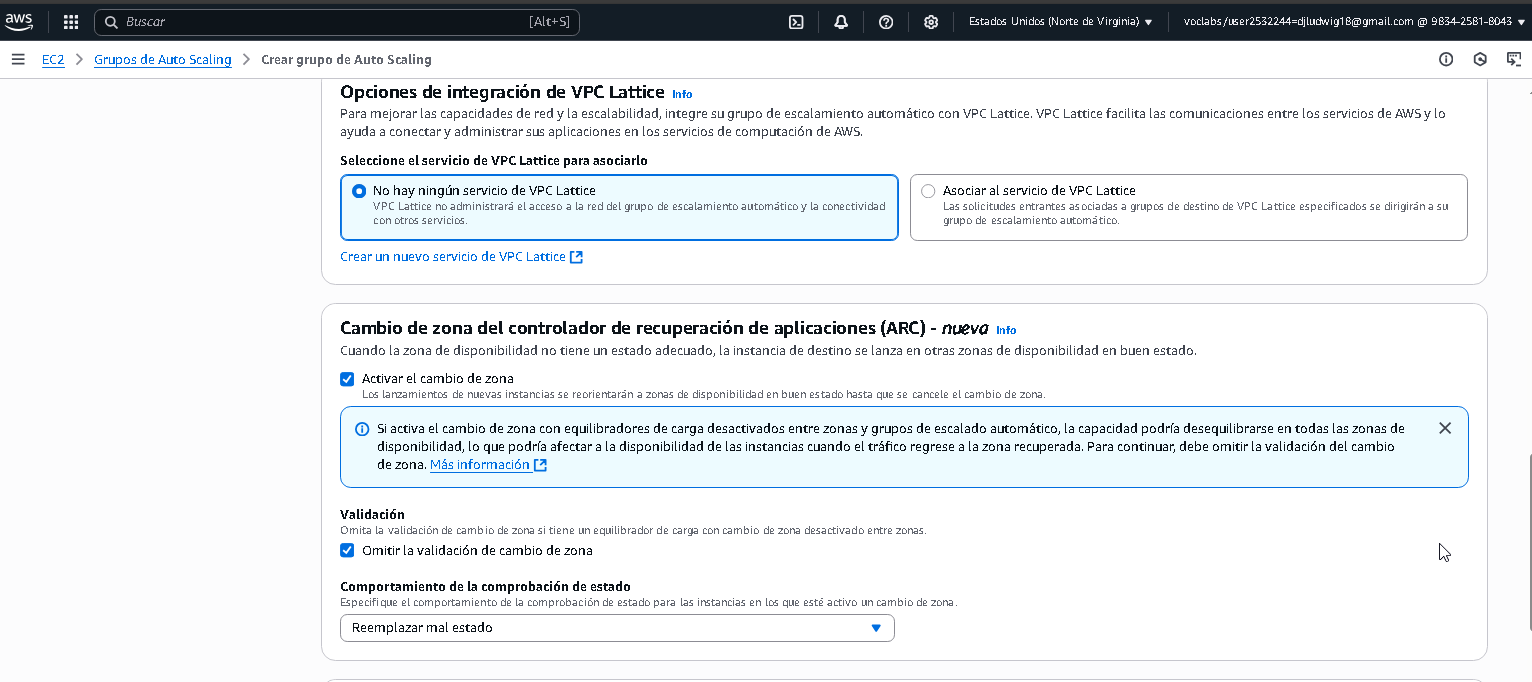 aws
Buscar [Alt+S] Estados Unidos (Norte de Virginia) voclabs/user2532244=djludwig18@gmail.com @ 9834-2581-8043
EC2 > Grupos de Auto Scaling > Crear grupo de Auto Scaling
Opciones de integración de VPC Lattice Info
Para mejorar las capacidades de red y la escalabilidad, integre su grupo de escalamiento automático con VPC Lattice. VPC Lattice facilita las comunicaciones entre los servicios de AWS y lo
ayuda a conectar y administrar sus aplicaciones en los servicios de computación de AWS.
Seleccione el servicio de VPC Lattice para asociarlo
No hay ningún servicio de VPC Lattice
VPC Lattice no administrará el acceso a la red del grupo de escalamiento automático y la conectividad
con otros servicios.
Asociar al servicio de VPC Lattice
Las solicitudes entrantes asociadas a grupos de destino de VPC Lattice especificados se dirigirán a su
grupo de escalamiento automático.
Crear un nuevo servicio de VPC Lattice
Cambio de zona del controlador de recuperación de aplicaciones (ARC) - nueva Info
Cuando la zona de disponibilidad no tiene un estado adecuado, la instancia de destino se lanza en otras zonas de disponibilidad en buen estado.
Activar el cambio de zona
Los lanzamientos de nuevas instancias se reorientarán a zonas de disponibilidad en buen estado hasta que se cancele el cambio de zona.
Si activa el cambio de zona con equilibradores de carga desactivados entre zonas y grupos de escalado automático, la capacidad podría desequilibrarse en todas las zonas de
disponibilidad, lo que podría afectar a la disponibilidad de las instancias cuando el tráfico regrese a la zona recuperada. Para continuar, debe omitir la validación del cambio
de zona. Más información
Validación
Omita la validación de cambio de zona si tiene un equilibrador de carga con cambio de zona desactivado entre zonas.
Omitir la validación de cambio de zona
Comportamiento de la comprobación de estado
Especifique el comportamiento de la comprobación de estado para las instancias en los que esté activo un cambio de zona.
Reemplazar mal estado